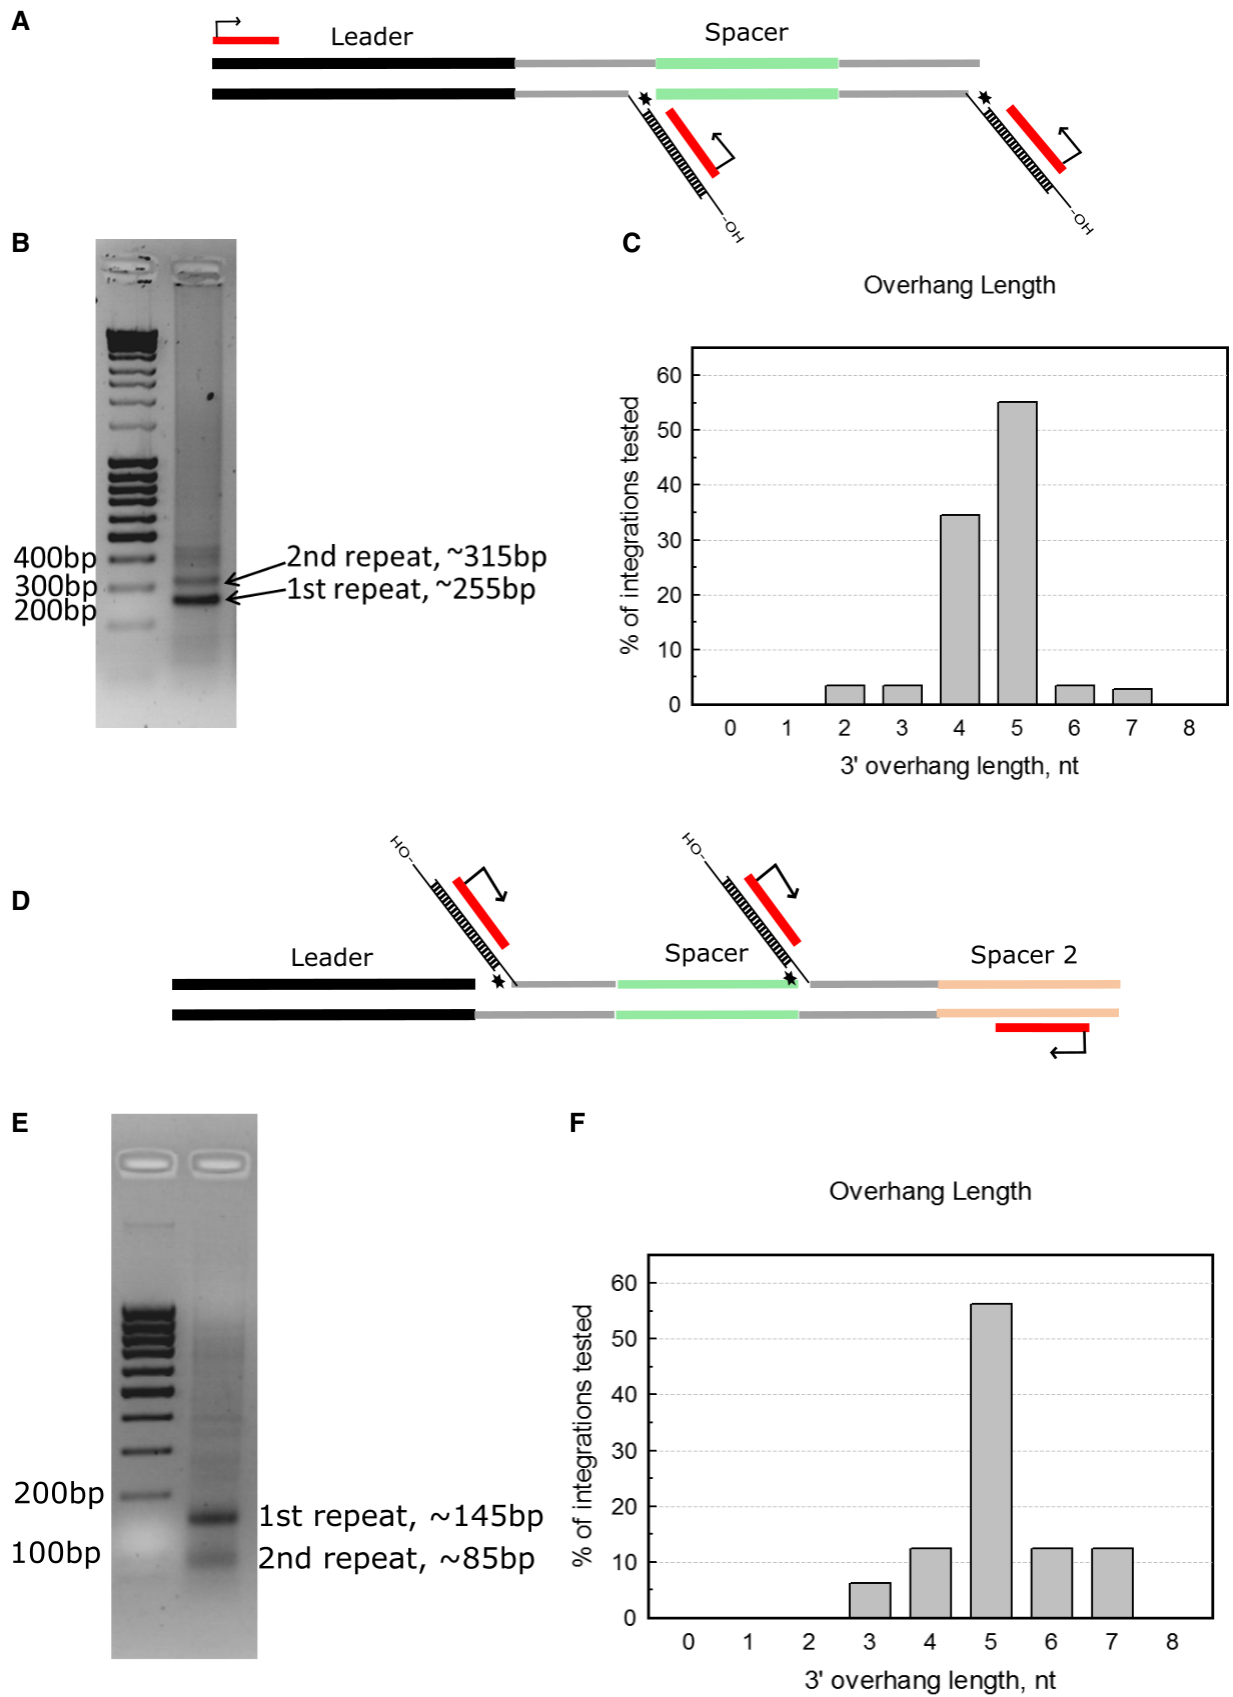 A
Leader
Spacer
-OH
-OH
B
400bp
300bp
200bp
2nd repeat, ~315bp
1st repeat, ~255bp
C
Overhang Length
% of integrations tested
60
50
40
30
20
10
0
0 1 2 3 4 5 6 7 8
3' overhang length, nt
D
HO-
HO-
Leader
Spacer
Spacer 2
E
200bp
100bp
1st repeat, ~145bp
2nd repeat, ~85bp
F
Overhang Length
% of integrations tested
60
50
40
30
20
10
0
0 1 2 3 4 5 6 7 8
3' overhang length, nt